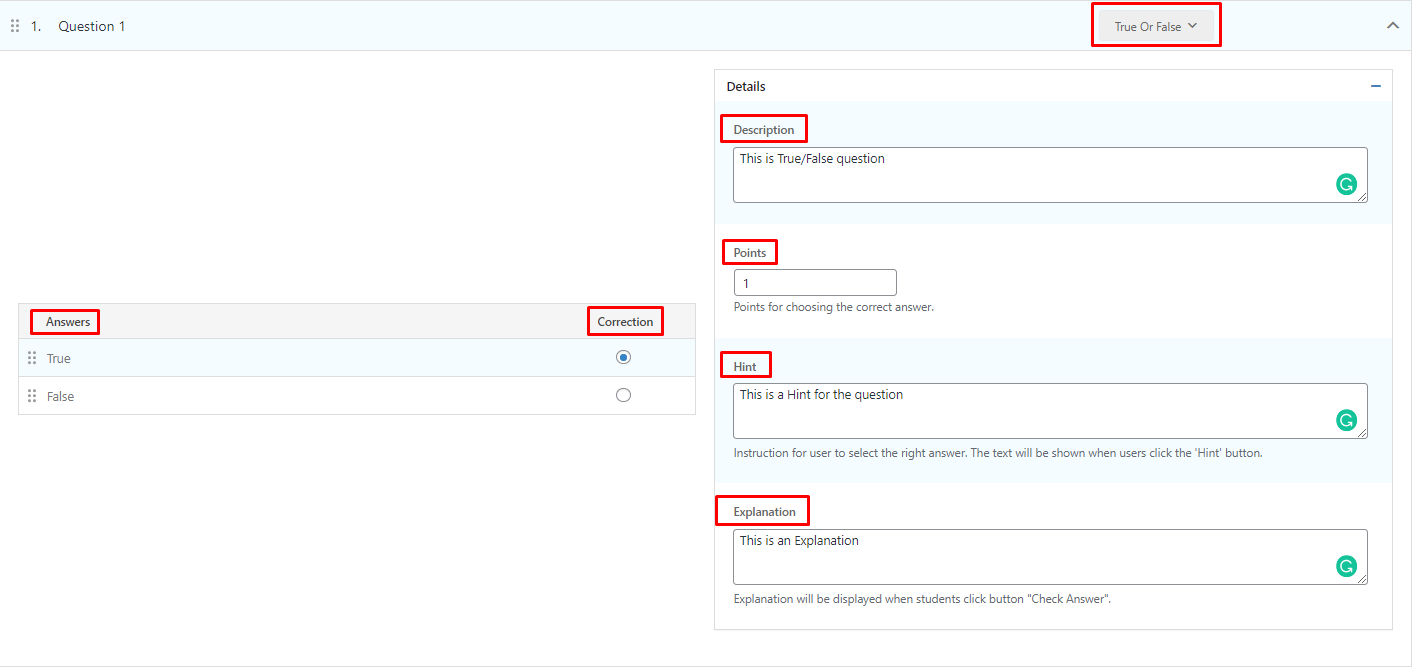 1. Question 1
True Or False
Answers Correction
True
False
Details
Description
This is True/False question
Points
1
Points for choosing the correct answer.
Hint
This is a Hint for the question
Instruction for user to select the right answer. The text will be shown when users click the 'Hint' button.
Explanation
This is an Explanation
Explanation will be displayed when students click button "Check Answer".